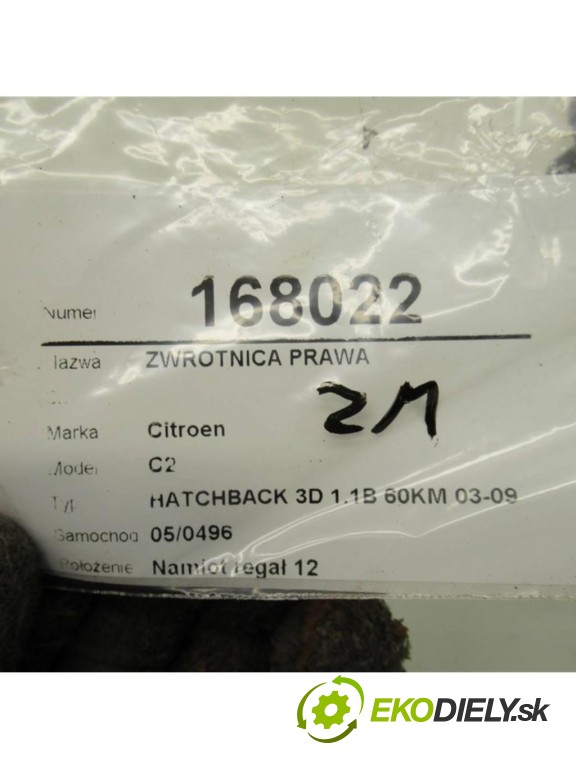 Numer 168022
Nazwa ZWROTNICA PRAWA
ZM
Marka Citroen
Model C2
Typ HATCHBACK 3D 1.1B 60KM 03-09
Samochod 05/0496
Położenie Namiot regał 12
EKODIELY.sk